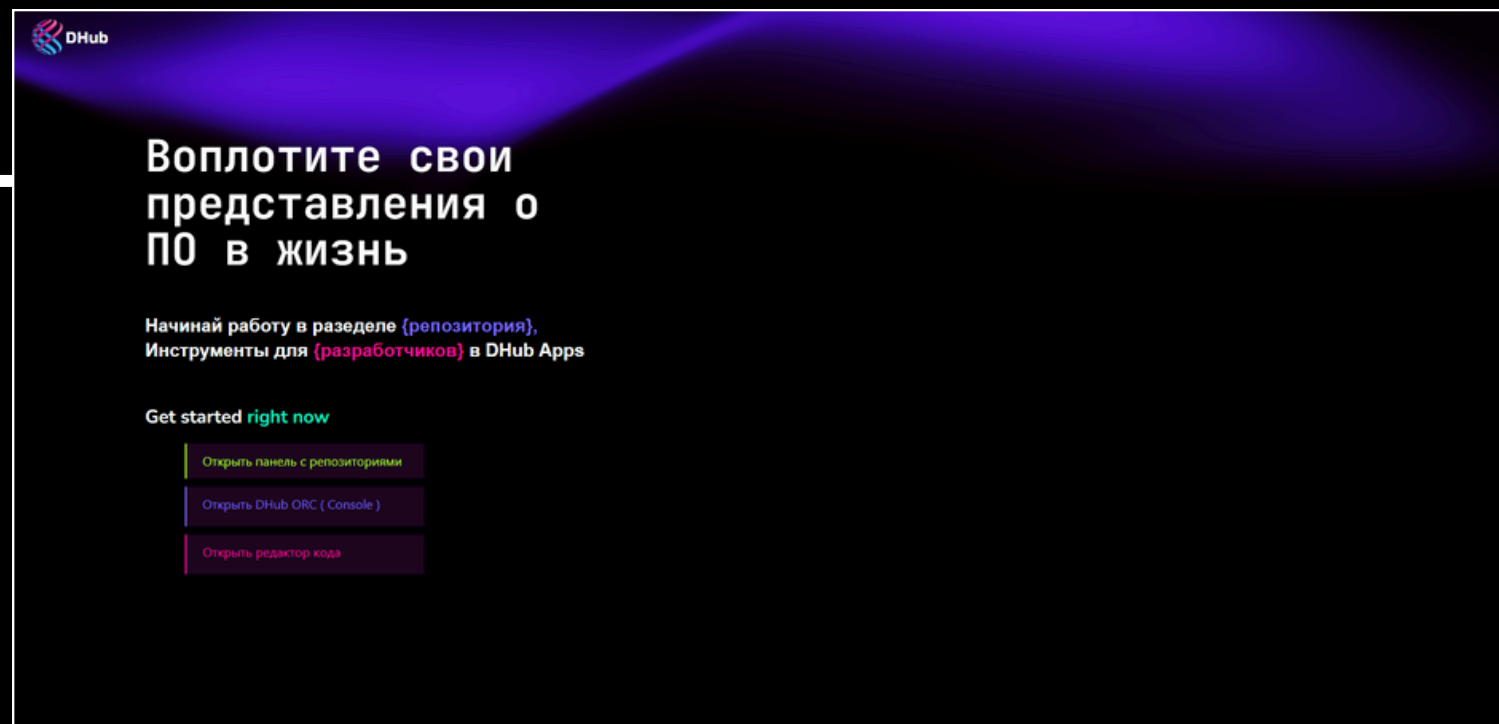 DHub
Воплотите свои
представления о
ПО в жизнь
Начинай работу в разеделе {репозитория},
Инструменты для {разработчиков} в DHub Apps
Get started right now
Открыть панель с репозиториями
Открыть DHub ORC ( Console )
Открыть редактор кода